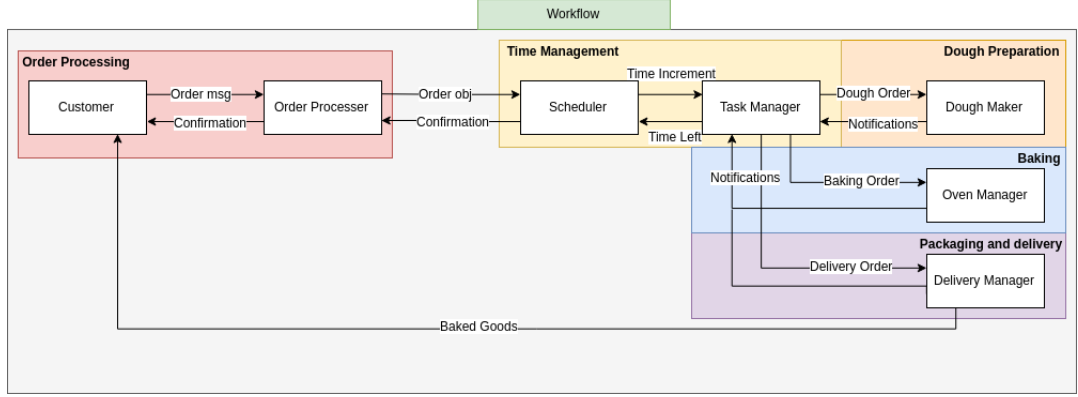 Workflow
Order Processing
Time Management
Dough Preparation
Customer
Order msg
Confirmation
Order Processer
Order obj
Confirmation
Scheduler
Time Increment
Time Left
Task Manager
Dough Order
Notifications
Dough Maker
Baking
Notifications
Baking Order
Oven Manager
Packaging and delivery
Delivery Order
Delivery Manager
Baked Goods